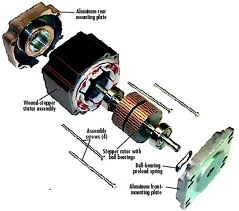 Aluminum rear
mounting plate
Wound-stepper
stator assembly
Assembly
screws (4)
Stepper rotor with
ball bearings
Ball-bearing
preload spring
Aluminum front-
mounting plate